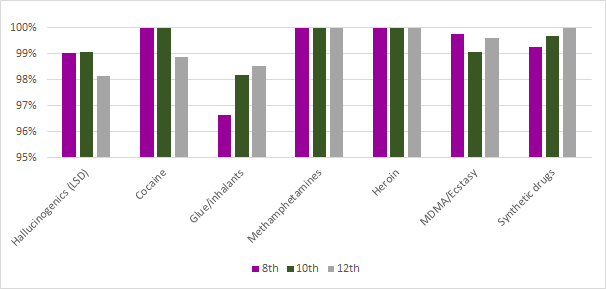 100%
99%
98%
97%
96%
95%
Hallucinogenics (LSD)
Cocaine
Glue/inhalants
Methamphetamines
Heroin
MDMA/Ecstasy
Synthetic drugs
8th 10th 12th